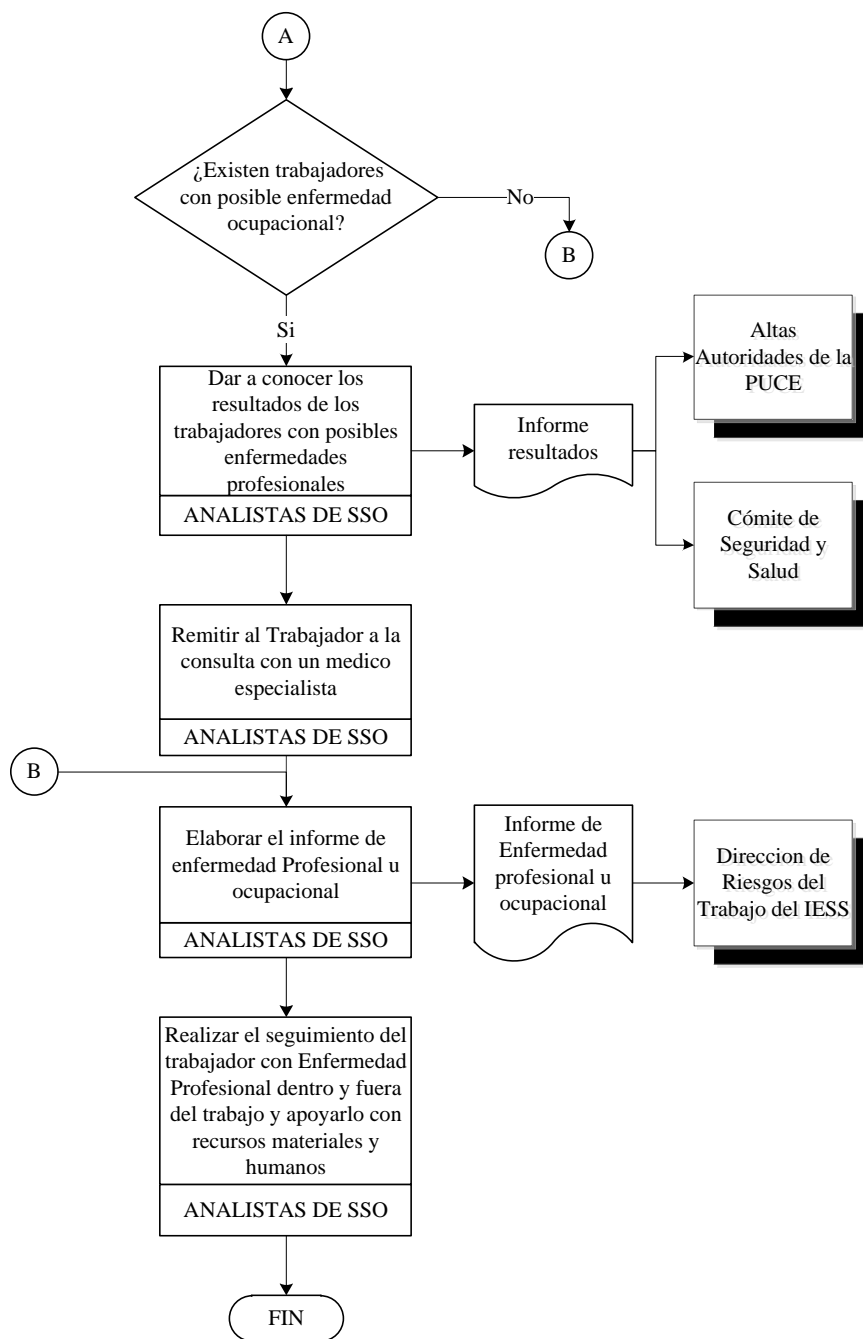 A
¿Existen trabajadores
con posible enfermedad
ocupacional?
No
B
Si
Dar a conocer los
resultados de los
trabajadores con posibles
enfermedades
profesionales
ANALISTAS DE SSO
Informe
resultados
Altas
Autoridades de la
PUCE
Cómite de
Seguridad y
Salud
Remitir al Trabajador a la
consulta con un medico
especialista
ANALISTAS DE SSO
B
Elaborar el informe de
enfermedad Profesional u
ocupacional
ANALISTAS DE SSO
Informe de
Enfermedad
profesional u
ocupacional
Direccion de
Riesgos del
Trabajo del IESS
Realizar el seguimiento del
trabajador con Enfermedad
Profesional dentro y fuera
del trabajo y apoyarlo con
recursos materiales y
humanos
ANALISTAS DE SSO
FIN